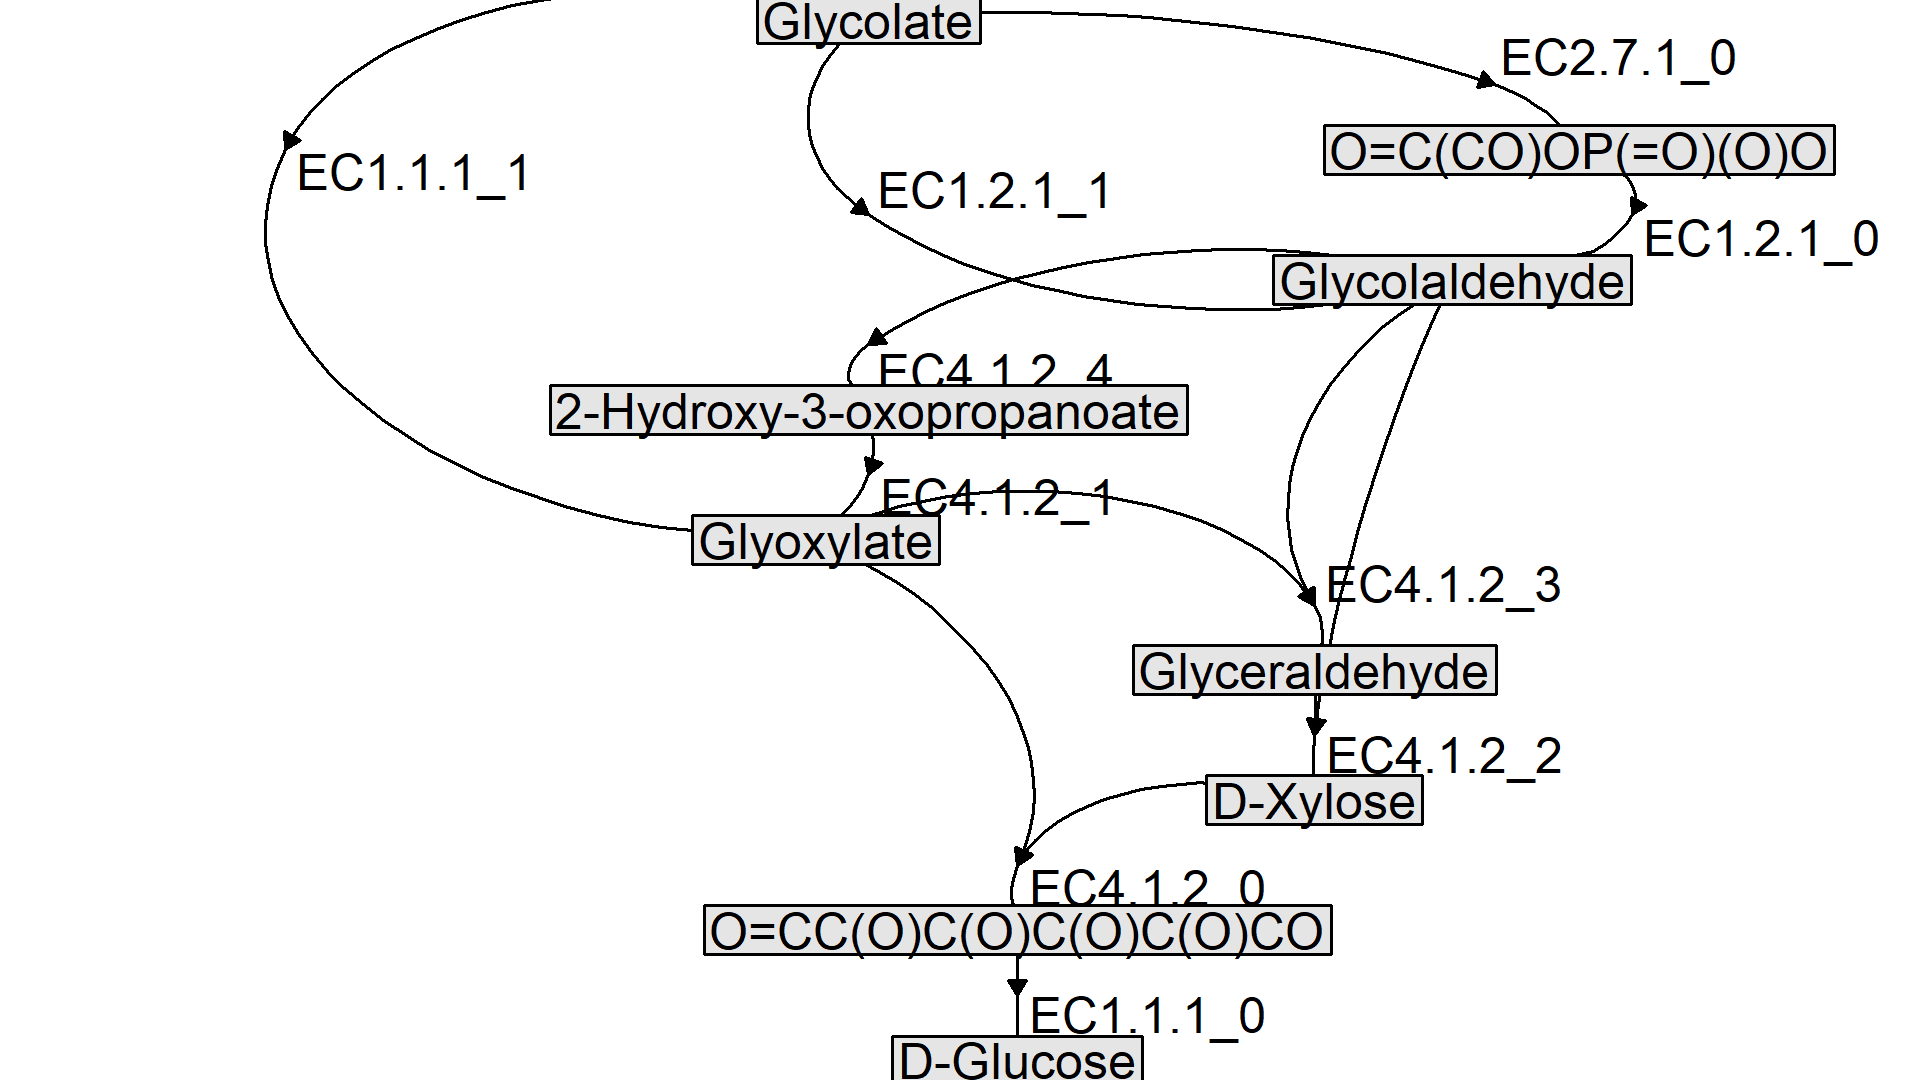 Glycolate
EC2.7.1_0
O=C(CO)OP(=O)(O)O
EC1.1.1_1
EC1.2.1_1
EC1.2.1_0
Glycolaldehyde
EC4.1.2_4
2-Hydroxy-3-oxopropanoate
EC4.1.2_1
Glyoxylate
EC4.1.2_3
Glyceraldehyde
EC4.1.2_2
D-Xylose
EC4.1.2_0
O=CC(O)C(O)C(O)C(O)CO
EC1.1.1_0
D-Glucose